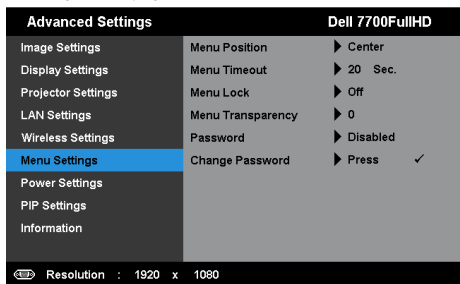 Advanced Settings Dell 7700FullHD
Image Settings Menu Position Center
Display Settings Menu Timeout 20 Sec.
Projector Settings Menu Lock Off
LAN Settings Menu Transparency 0
Wireless Settings Password Disabled
Menu Settings Change Password Press ✓
Power Settings
PIP Settings
Information
Resolution : 1920 x 1080